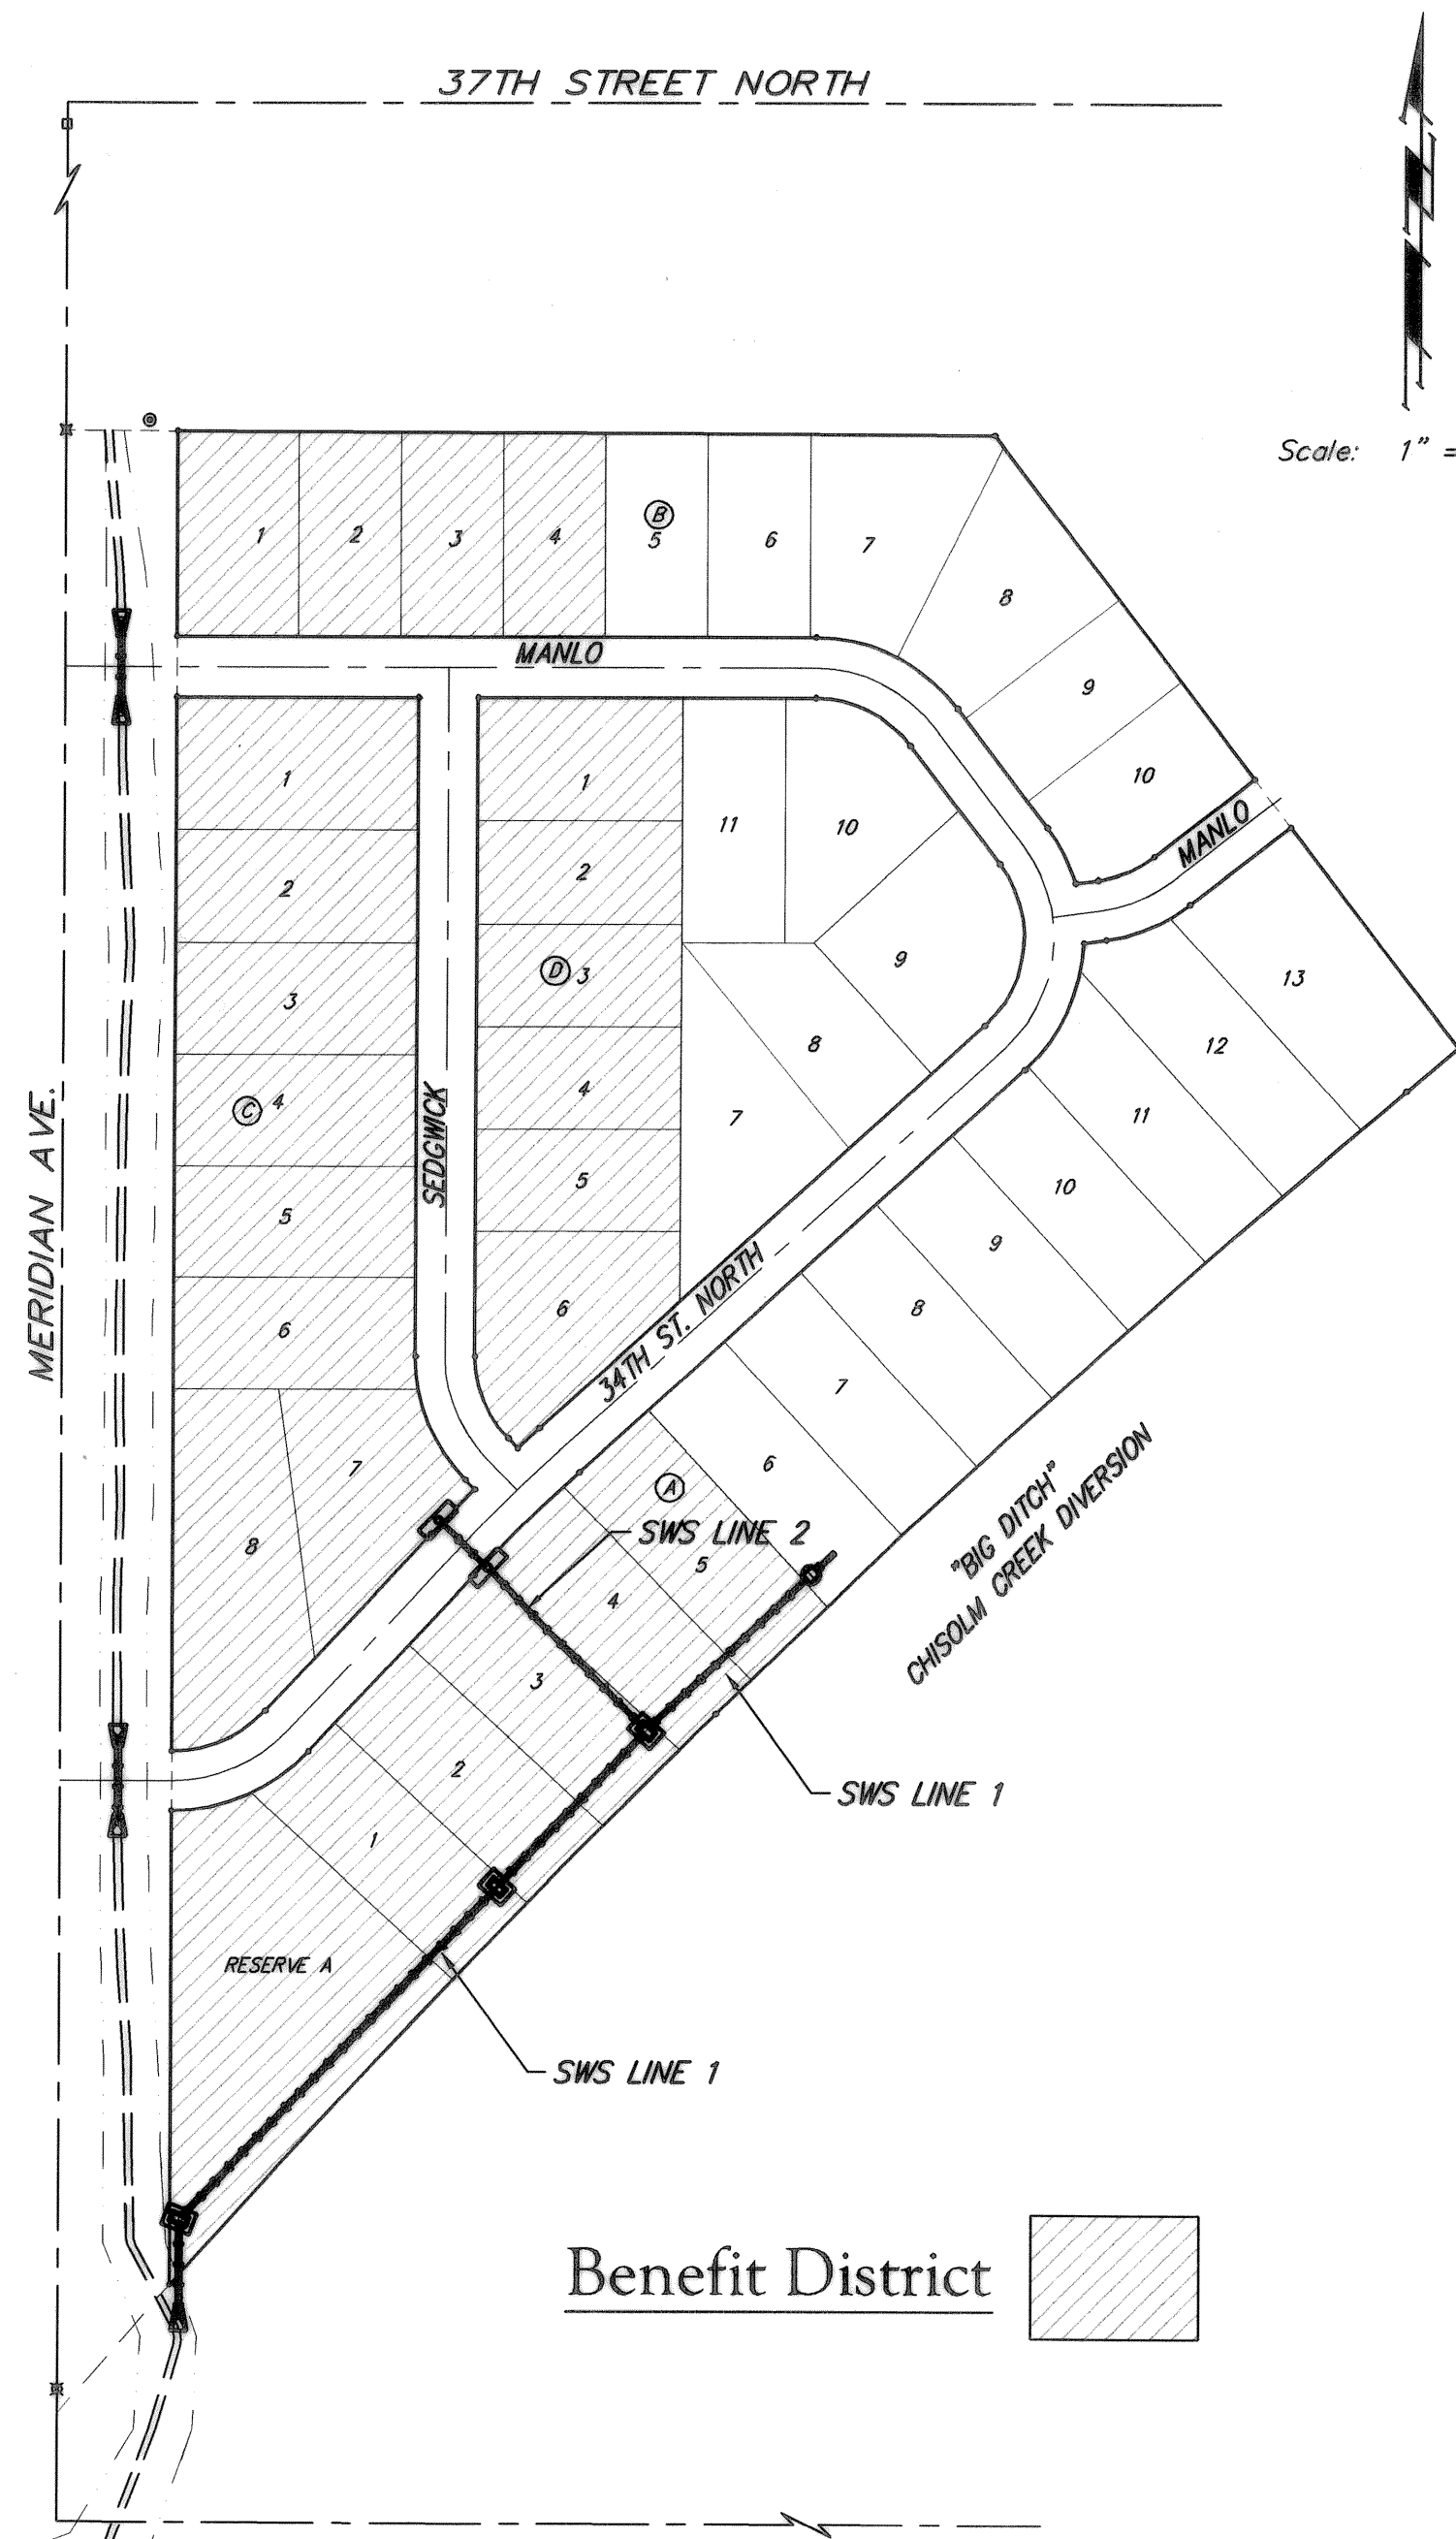 37TH STREET NORTH
Scale: 1" =
B
1
2
3
4
5
6
7
8
9
10
MANLO
MANLO
1
2
3
C 4
5
6
7
8
SEDGWICK
1
2
D 3
4
5
6
11
10
9
8
7
MERIDIAN AVE.
34TH ST. NORTH
13
12
11
10
9
8
7
6
A
5
4
3
2
1
SWS LINE 2
"BIG DITCH"
CHISOLM CREEK DIVERSION
SWS LINE 1
RESERVE A
SWS LINE 1
Benefit District